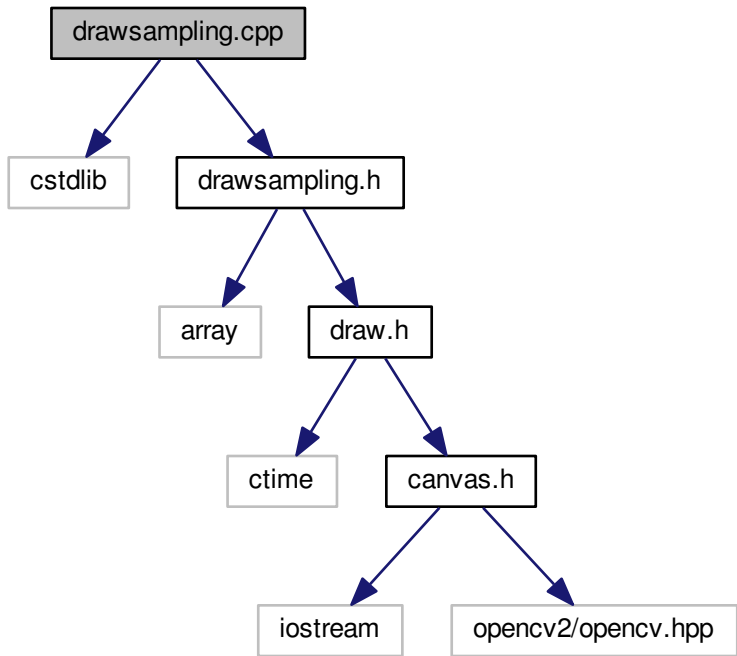 drawsampling.cpp
cstdlib
drawsampling.h
array
draw.h
ctime
canvas.h
iostream
opencv2/opencv.hpp